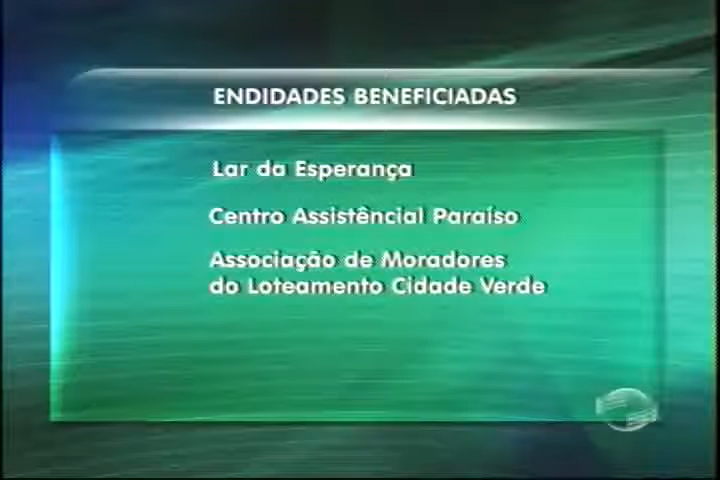 ENDIDADES BENEFICIADAS
Lar da Esperança
Centro Assistêncial Paraíso
Associação de Moradores
do Loteamento Cidade Verde